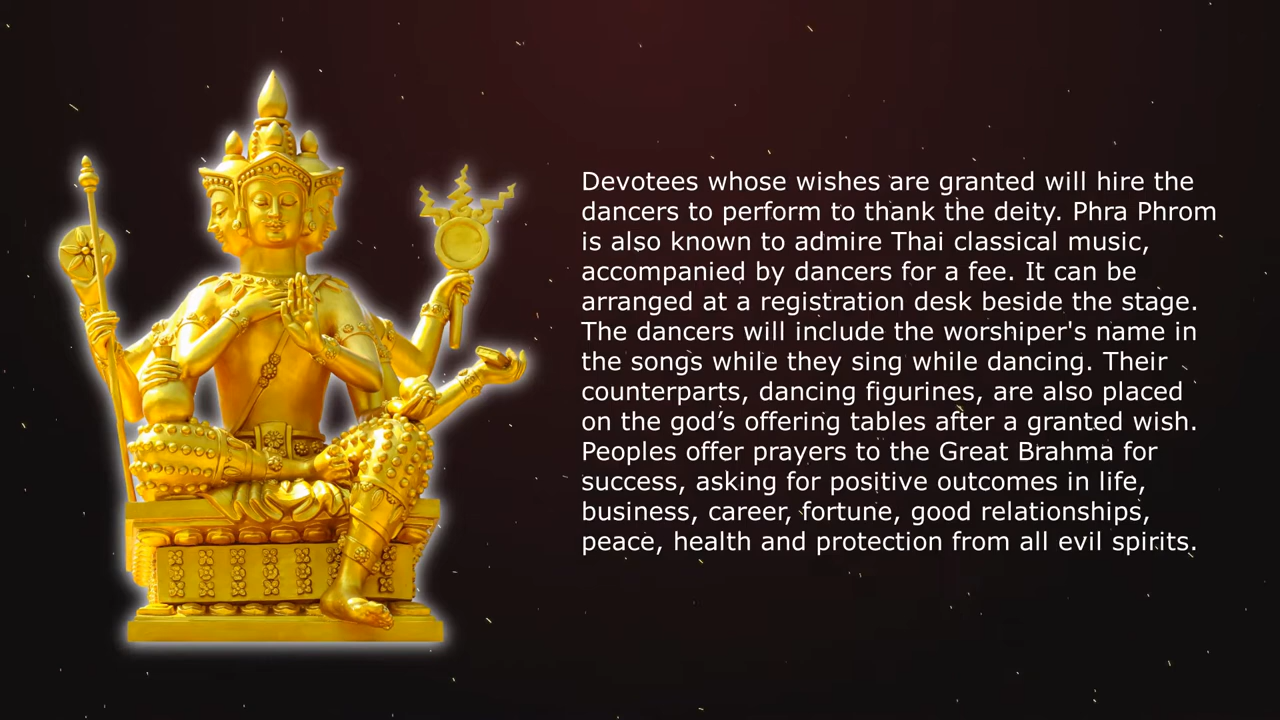 Devotees whose wishes are granted will hire the
dancers to perform to thank the deity. Phra Phrom
is also known to admire Thai classical music,
accompanied by dancers for a fee. It can be
arranged at a registration desk beside the stage.
The dancers will include the worshiper's name in
the songs while they sing while dancing. Their
counterparts, dancing figurines, are also placed
on the god’s offering tables after a granted wish.
Peoples offer prayers to the Great Brahma for
success, asking for positive outcomes in life,
business, career, fortune, good relationships,
peace, health and protection from all evil spirits.